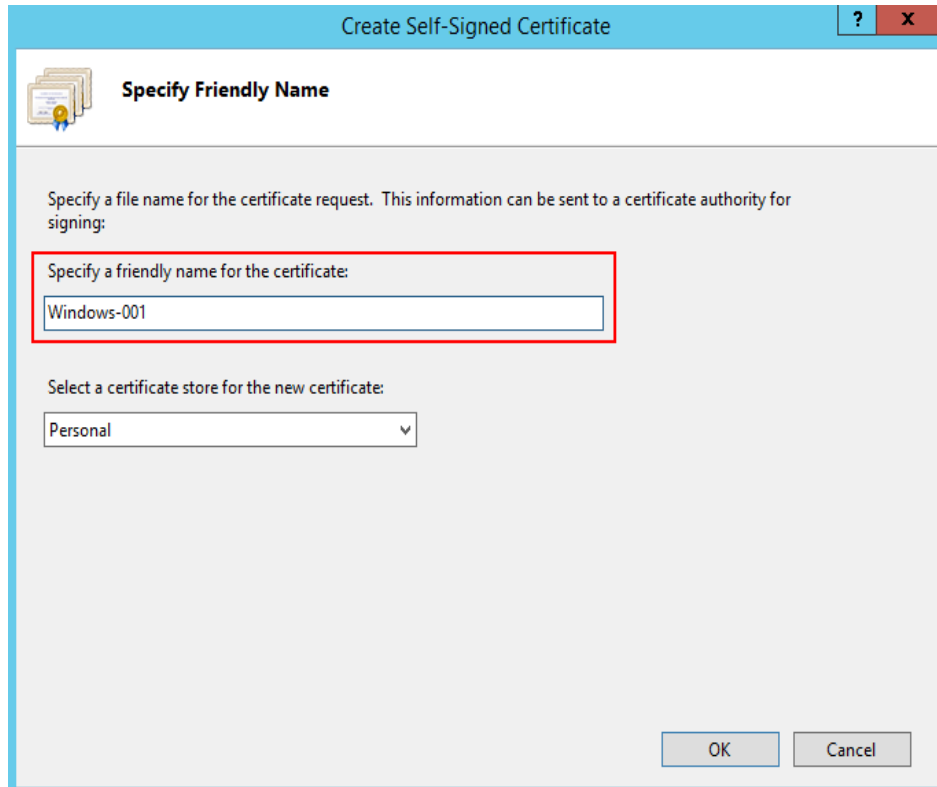 Create Self-Signed Certificate
? x
Specify Friendly Name
Specify a file name for the certificate request.  This information can be sent to a certificate authority for
signing:
Specify a friendly name for the certificate:
Windows-001
Select a certificate store for the new certificate:
Personal
OK Cancel